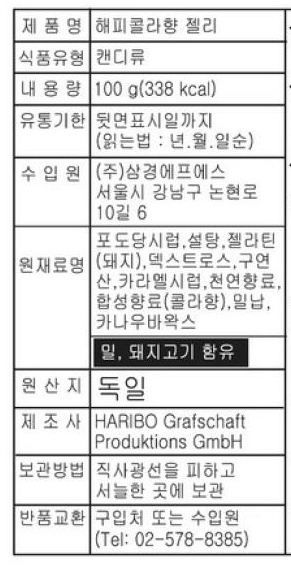 제 품 명 해피콜라향 젤리
식품유형 캔디류
내 용 량 100 g(338 kcal)
유통기한 뒷면표시일까지
(읽는법 : 년.월.일순)
수 입 원 (주)삼경에프에스
서울시 강남구 논현로
10길 6
원재료명 포도당시럽,설탕,젤라틴
(돼지),덱스트로스,구연
산,카라멜시럽,천연향료,
합성향료(콜라향),밀납,
카나우바왁스
밀, 돼지고기 함유
원 산 지 독일
제 조 사 HARIBO Grafschaft
Produktions GmbH
보관방법 직사광선을 피하고
서늘한 곳에 보관
반품교환 구입처 또는 수입원
(Tel: 02-578-8385)